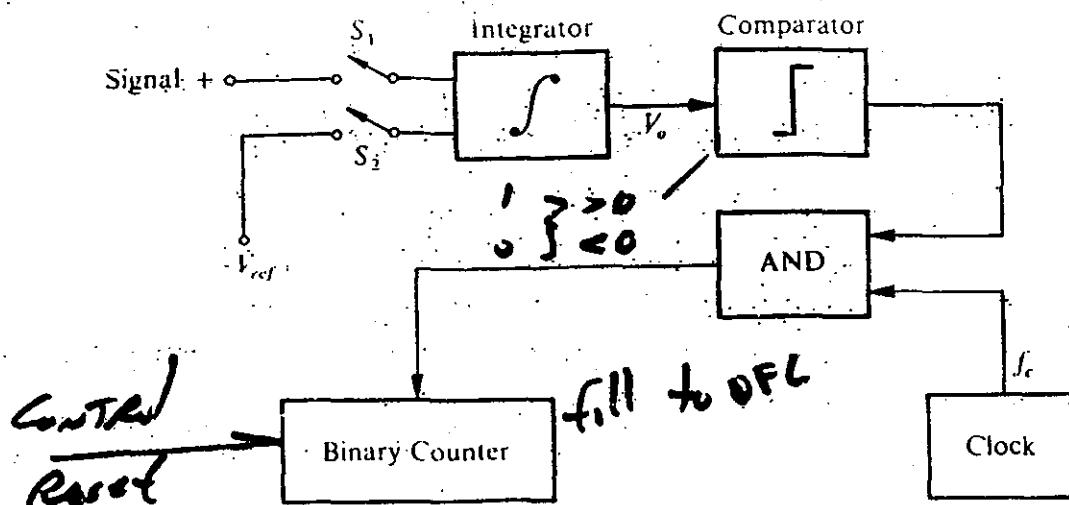 Integrator
Comparator
S1
Signal +
Vo
S2
1 } >0
0 } <0
Vref
AND
fc
fill to OFL
Control
Reset
Binary Counter
Clock